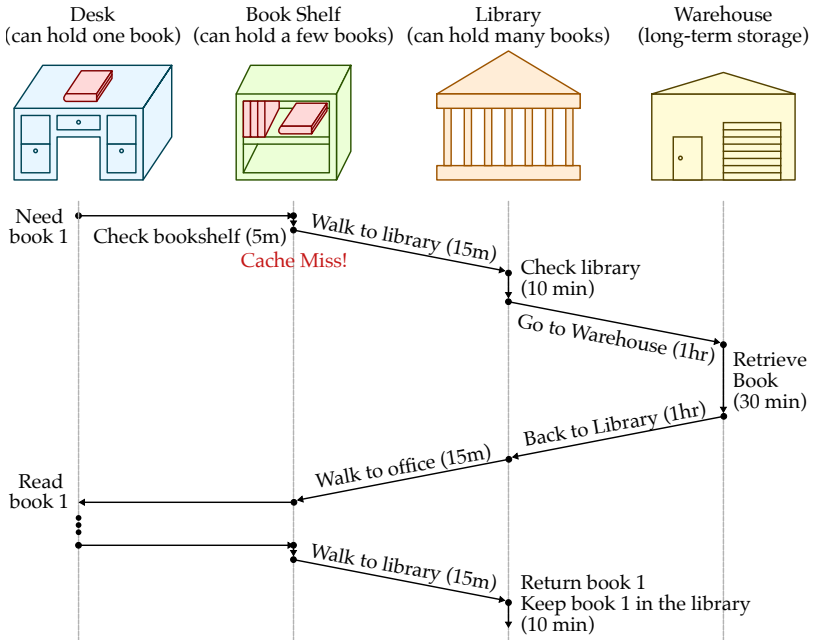 Desk
(can hold one book)
Book Shelf
(can hold a few books)
Library
(can hold many books)
Warehouse
(long-term storage)
Need
book 1
Check bookshelf (5m)
Cache Miss!
Walk to library (15m)
Check library
(10 min)
Go to Warehouse (1hr)
Retrieve
Book
(30 min)
Back to Library (1hr)
Walk to office (15m)
Read
book 1
Walk to library (15m)
Return book 1
Keep book 1 in the library
(10 min)